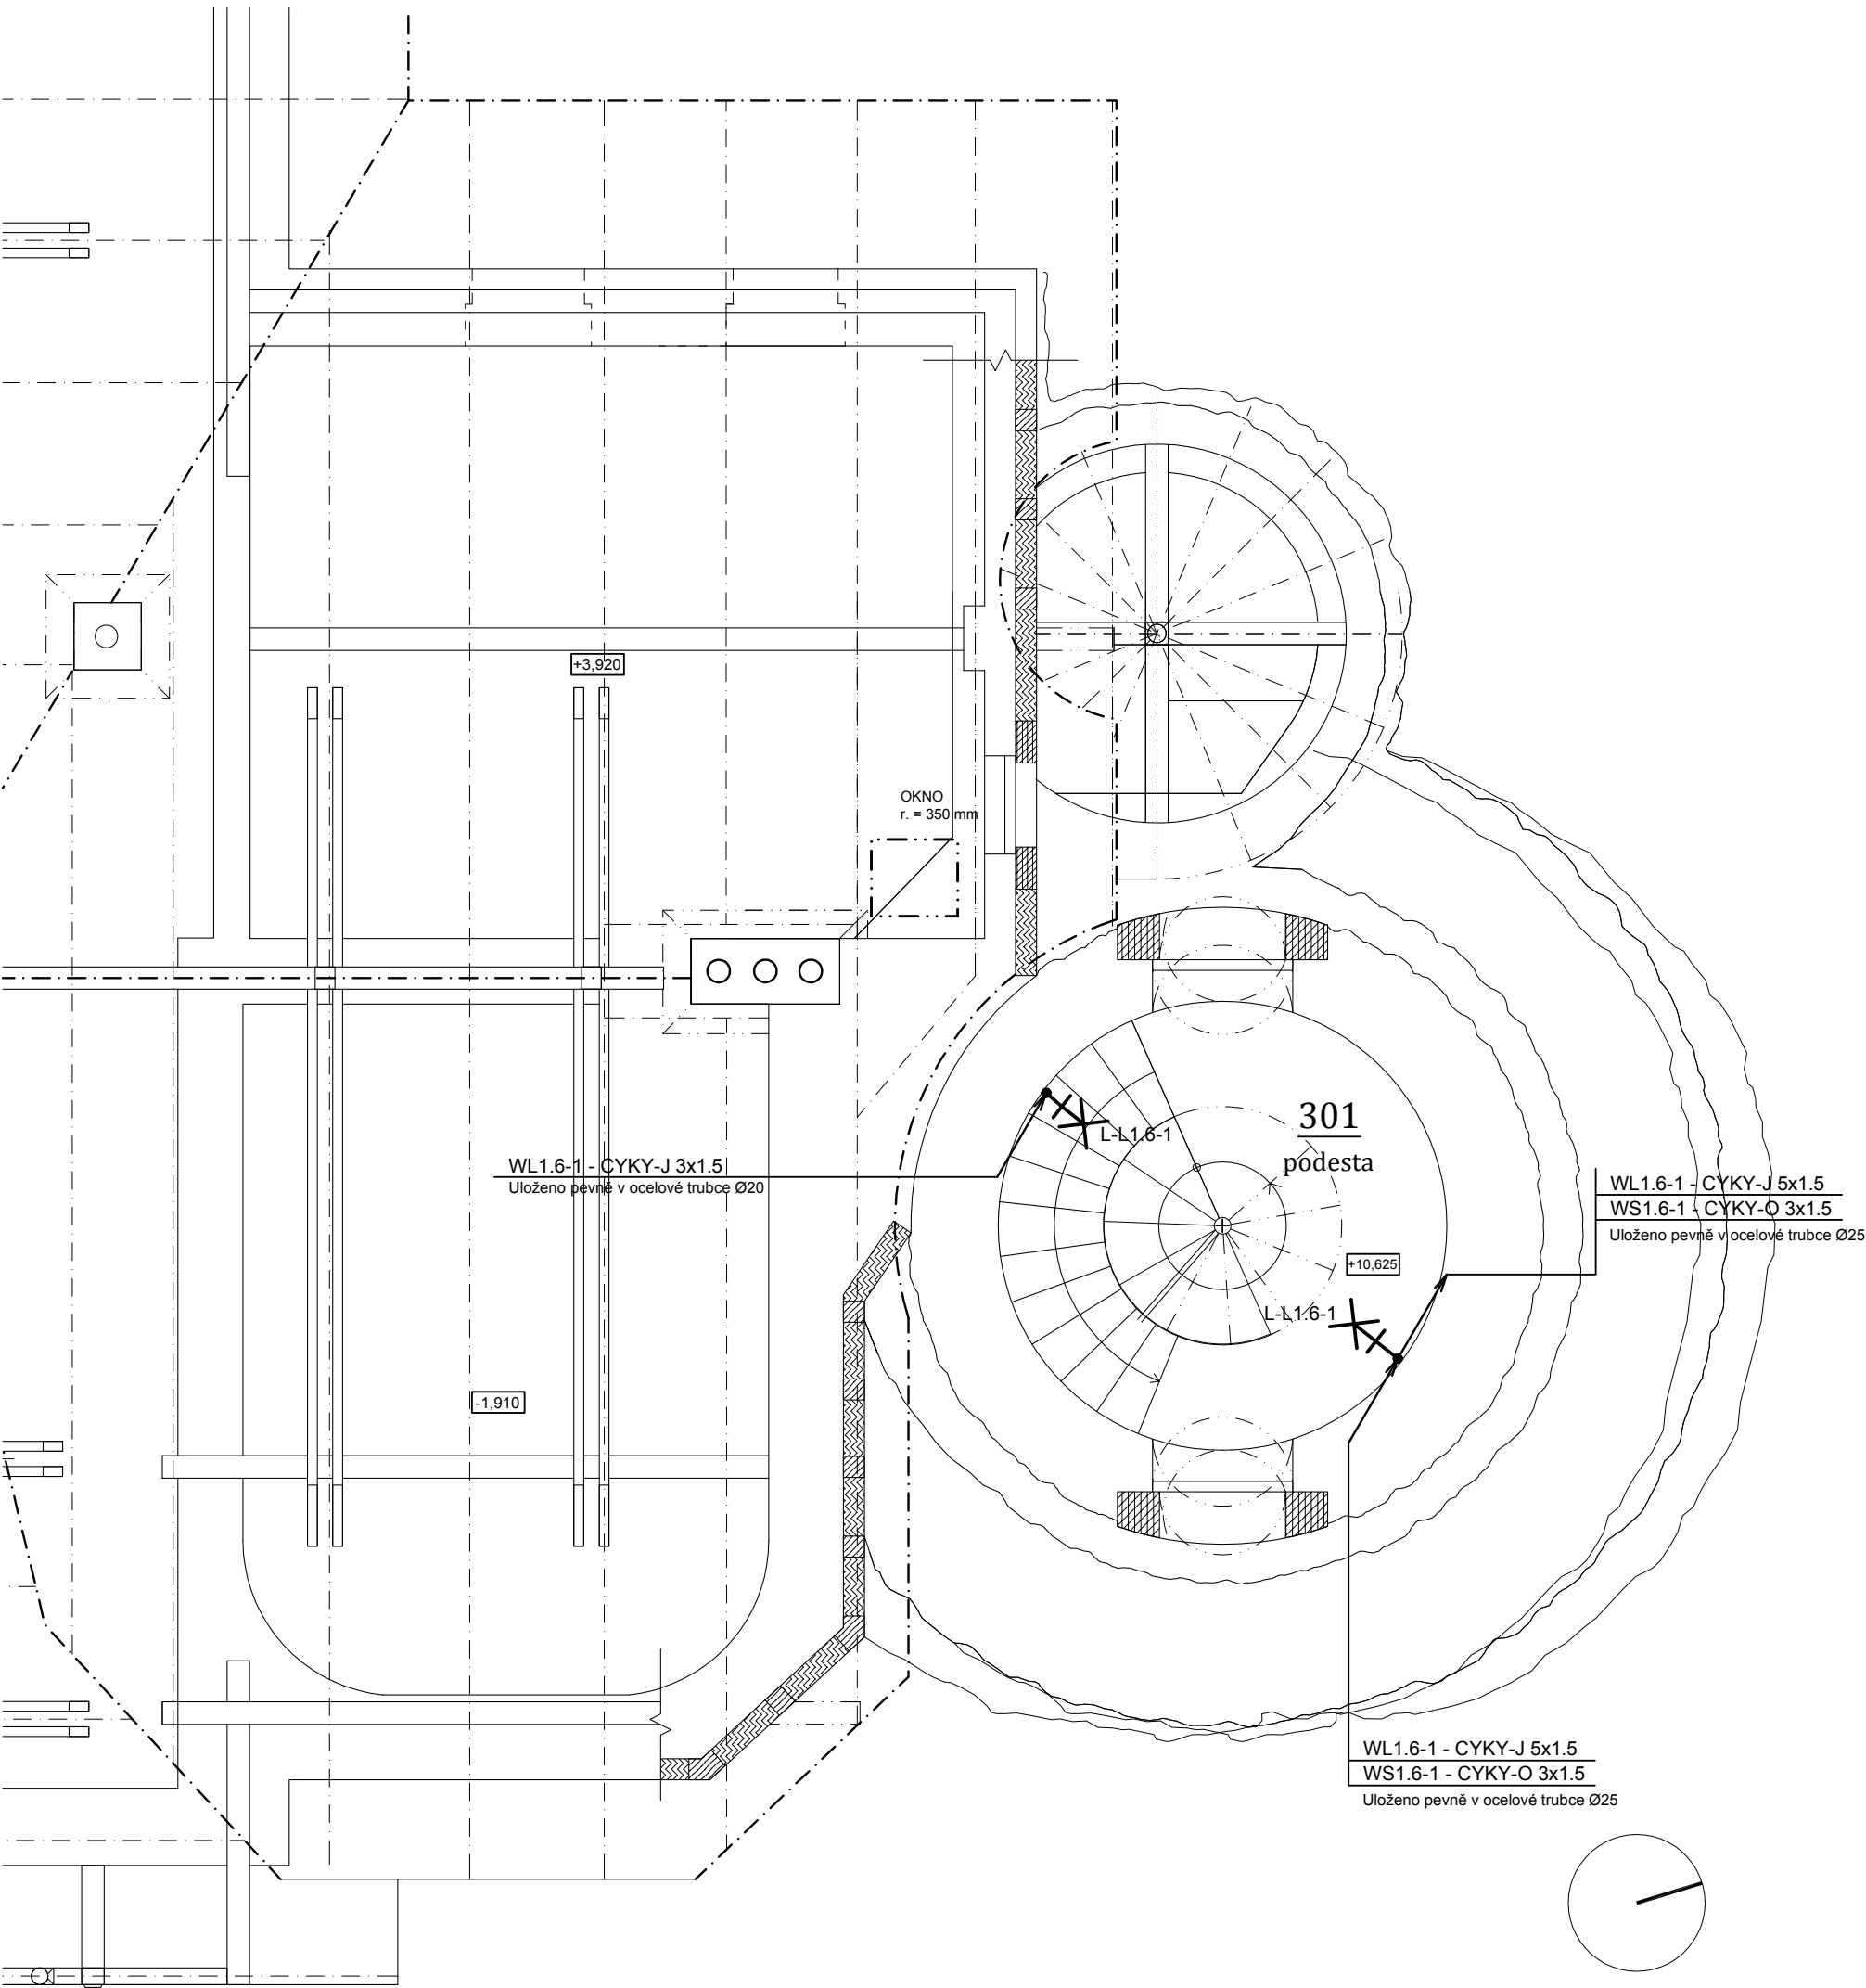 +3,920
OKNO
r. = 350 mm
301
podesta
L-L1.6-1
WL1.6-1 - CYKY-J 3x1.5
Uloženo pevně v ocelové trubce Ø20
WL1.6-1 - CYKY-J 5x1.5
WS1.6-1 - CYKY-O 3x1.5
Uloženo pevně v ocelové trubce Ø25
+10,625
L-L1.6-1
-1,910
WL1.6-1 - CYKY-J 5x1.5
WS1.6-1 - CYKY-O 3x1.5
Uloženo pevně v ocelové trubce Ø25